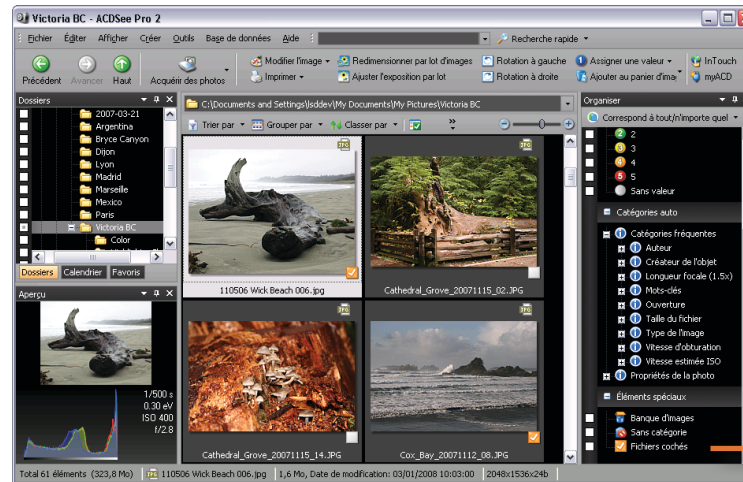 Victoria BC - ACDSee Pro 2
Fichier Éditer Afficher Créer Outils Base de données Aide Recherche rapide
Précédent Avancer Haut Acquérir des photos
Modifier l'image Redimensionner par lot d'images Rotation à gauche Assigner une valeur InTouch
Imprimer Ajuster l'exposition par lot Rotation à droite Ajouter au panier d'imag myACD
Dossiers
2007-03-21
Argentina
Bryce Canyon
Dijon
Lyon
Madrid
Marseille
Mexico
Paris
Victoria BC
Color
Dossiers Calendrier Favoris
Aperçu
1/500 s
0.30 eV
ISO 400
f/2.8
C:\Documents and Settings\lsddev\My Documents\My Pictures\Victoria BC
Trier par Grouper par Classer par
JPG
110506 Wick Beach 006.jpg
JPG
Cathedral_Grove_20071115_02.JPG
JPG
Cathedral_Grove_20071115_14.JPG
JPG
Cox_Bay_20071112_08.JPG
Organiser
Correspond à tout/n'importe quel
2 2
3 3
4 4
5 5
Sans valeur
Catégories auto
Catégories fréquentes
Auteur
Créateur de l'objet
Longueur focale (1.5x)
Mots-clés
Ouverture
Taille du fichier
Type de l'image
Vitesse d'obturation
Vitesse estimée ISO
Propriétés de la photo
Éléments spéciaux
Banque d'images
Sans catégorie
Fichiers cochés
Total 61 éléments (323,8 Mo) 110506 Wick Beach 006.jpg 1,6 Mo, Date de modification: 03/01/2008 10:03:00 2048x1536x24b